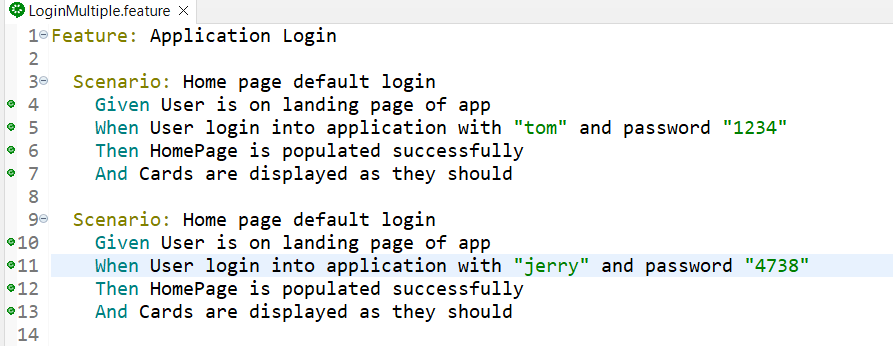 LoginMultiple.feature
1 Feature: Application Login
2
3 Scenario: Home page default login
4 Given User is on landing page of app
5 When User login into application with "tom" and password "1234"
6 Then HomePage is populated successfully
7 And Cards are displayed as they should
8
9 Scenario: Home page default login
10 Given User is on landing page of app
11 When User login into application with "jerry" and password "4738"
12 Then HomePage is populated successfully
13 And Cards are displayed as they should
14